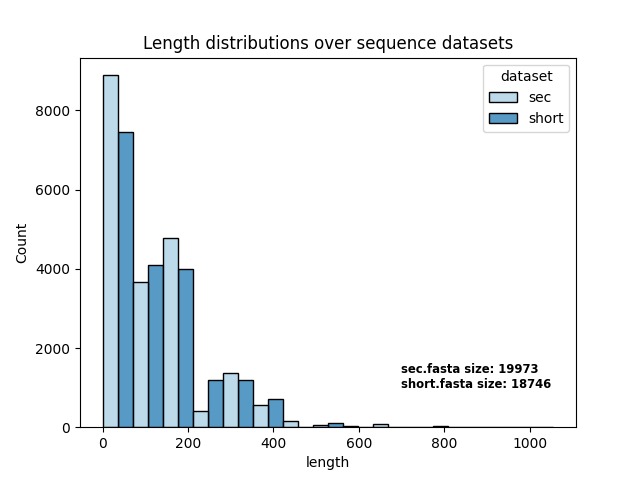 Length distributions over sequence datasets
dataset
sec
short
8000
6000
4000
2000
0
Count
sec.fasta size: 19973
short.fasta size: 18746
0 200 400 600 800 1000
length